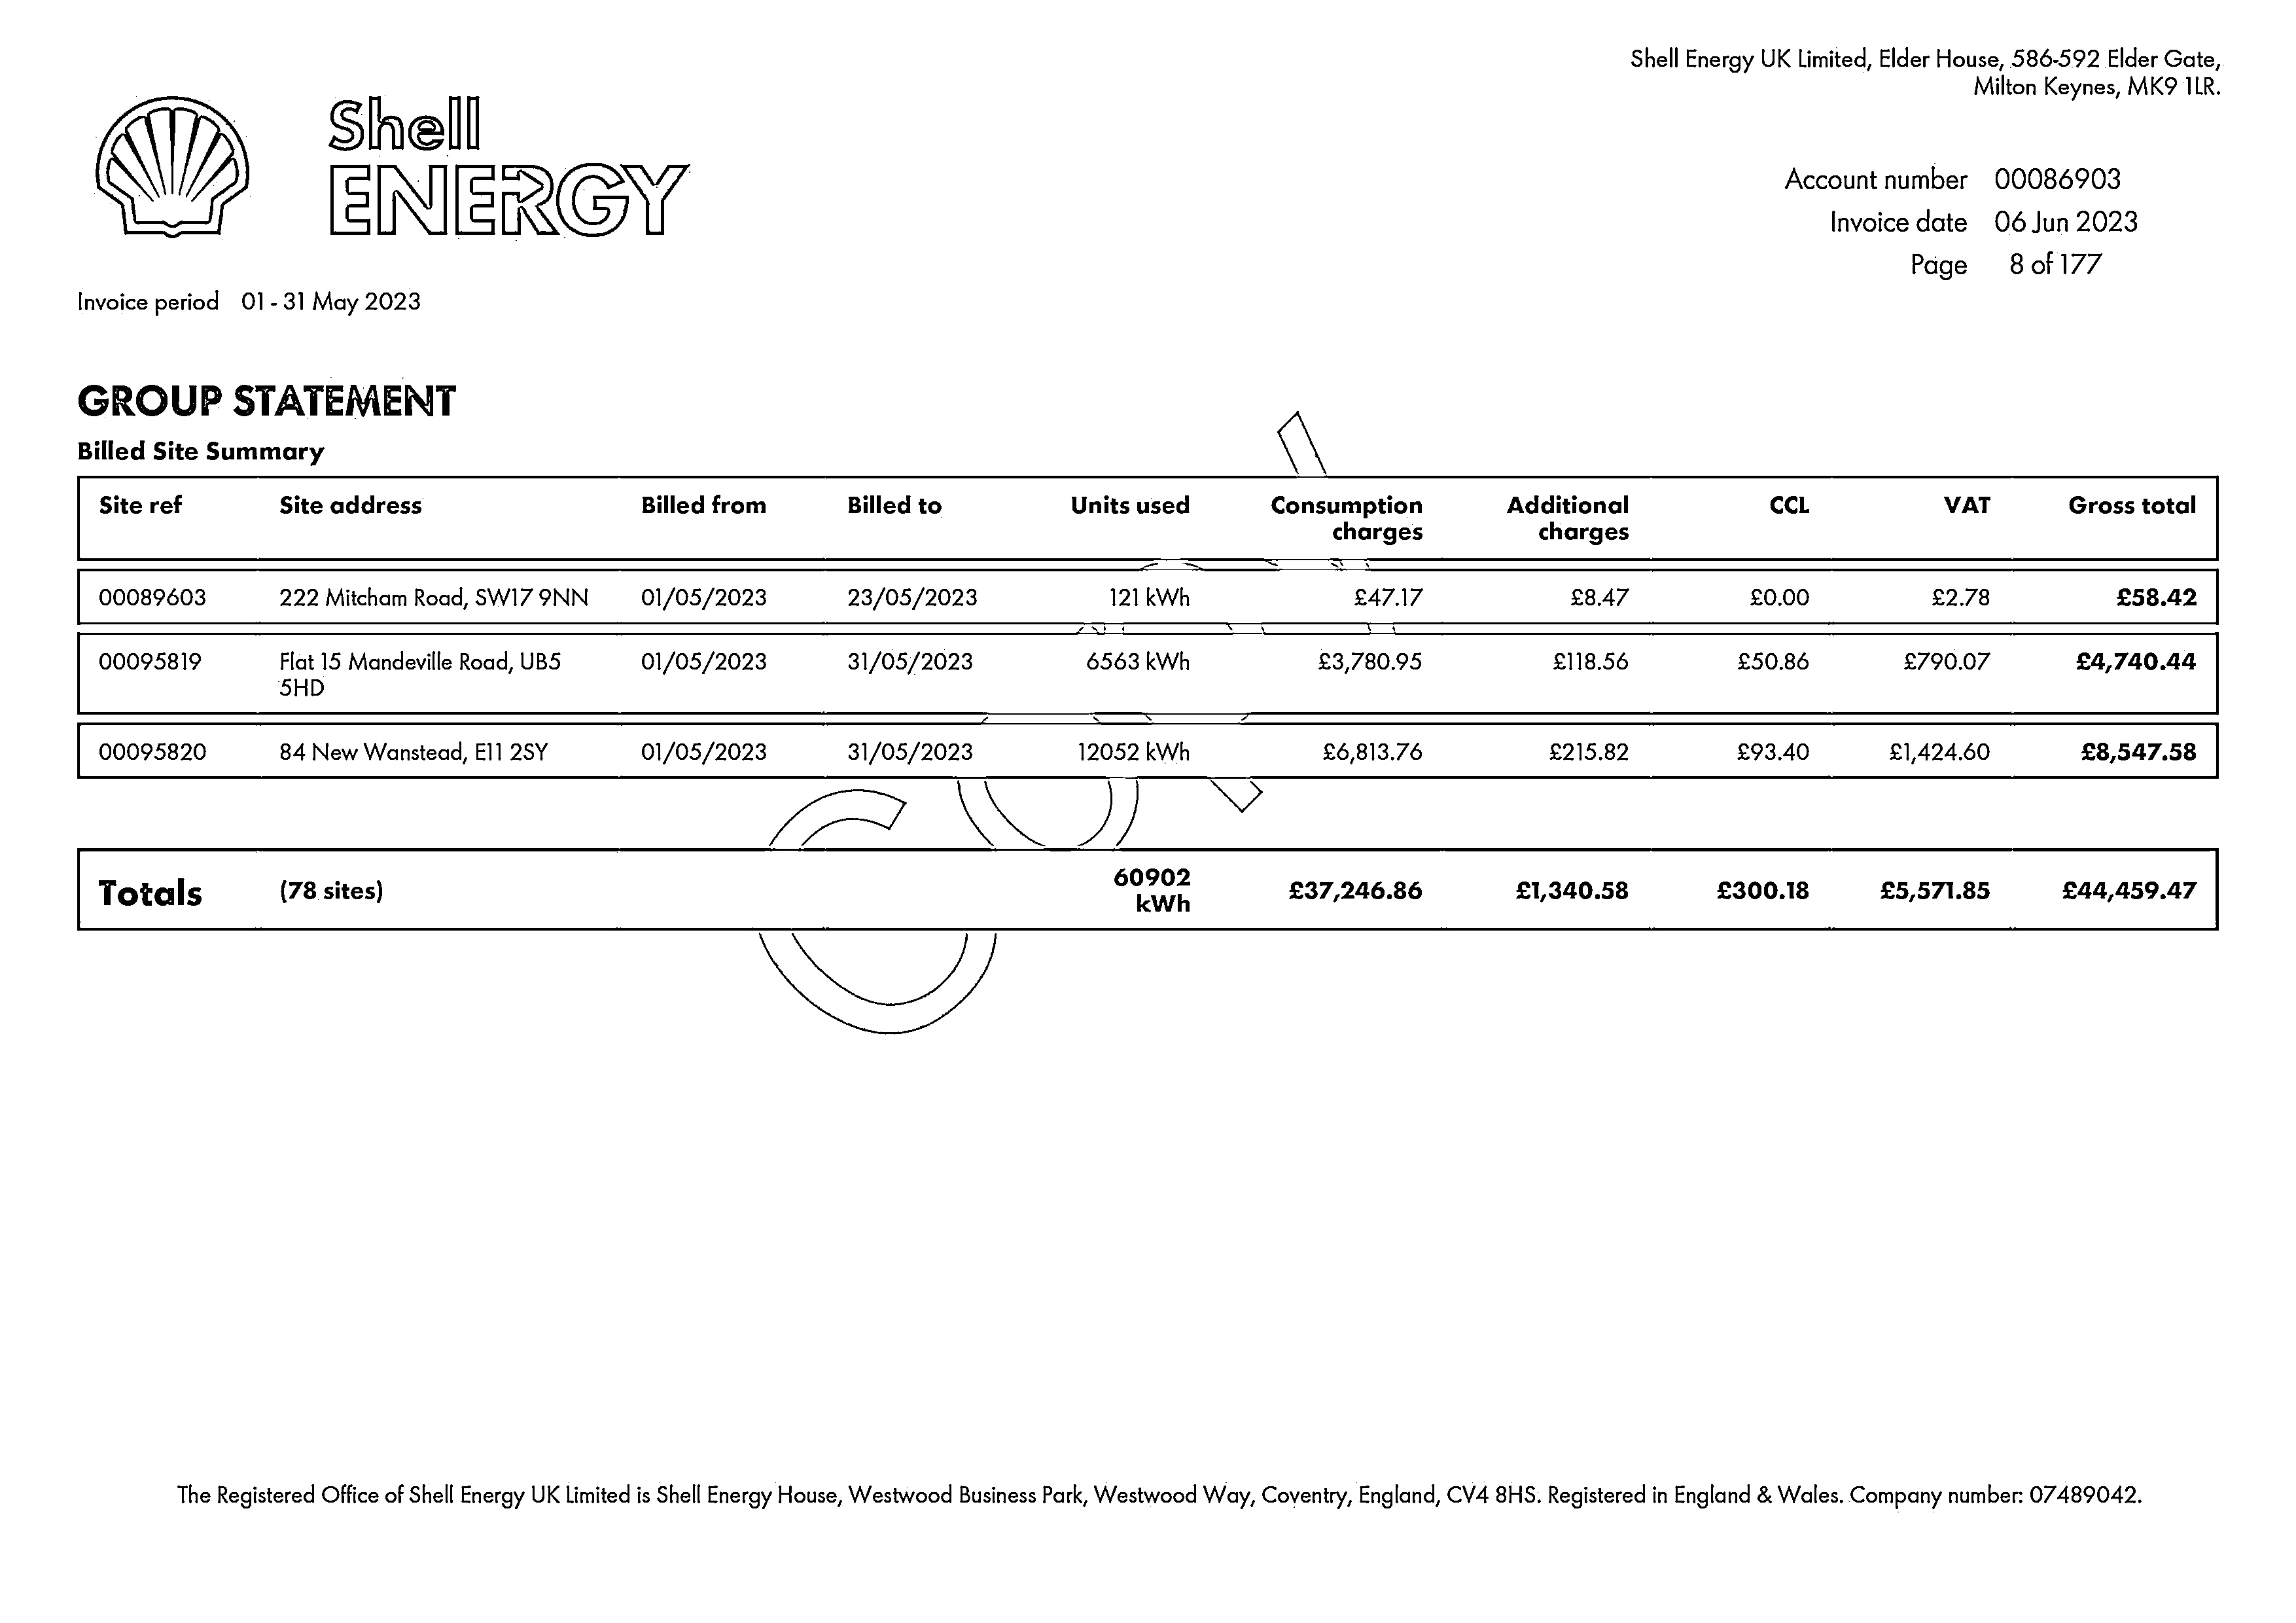 Shell Energy UK Limited, Elder House, 586-592 Elder Gate,
Milton Keynes, MK9 1LR.
Shell
ENERGY
Account number 00086903
Invoice date 06 Jun 2023
Page 8 of 177
Invoice period 01 - 31 May 2023
GROUP STATEMENT
Billed Site Summary
Site ref Site address Billed from Billed to Units used Consumption charges Additional charges CCL VAT Gross total
00089603 222 Mitcham Road, SW17 9NN 01/05/2023 23/05/2023 121 kWh £47.17 £8.47 £0.00 £2.78 £58.42
00095819 Flat 15 Mandeville Road, UB5 5HD 01/05/2023 31/05/2023 6563 kWh £3,780.95 £118.56 £50.86 £790.07 £4,740.44
00095820 84 New Wanstead, E11 2SY 01/05/2023 31/05/2023 12052 kWh £6,813.76 £215.82 £93.40 £1,424.60 £8,547.58
Totals (78 sites) 60902 kWh £37,246.86 £1,340.58 £300.18 £5,571.85 £44,459.47
The Registered Office of Shell Energy UK Limited is Shell Energy House, Westwood Business Park, Westwood Way, Coventry, England, CV4 8HS. Registered in England & Wales. Company number: 07489042.